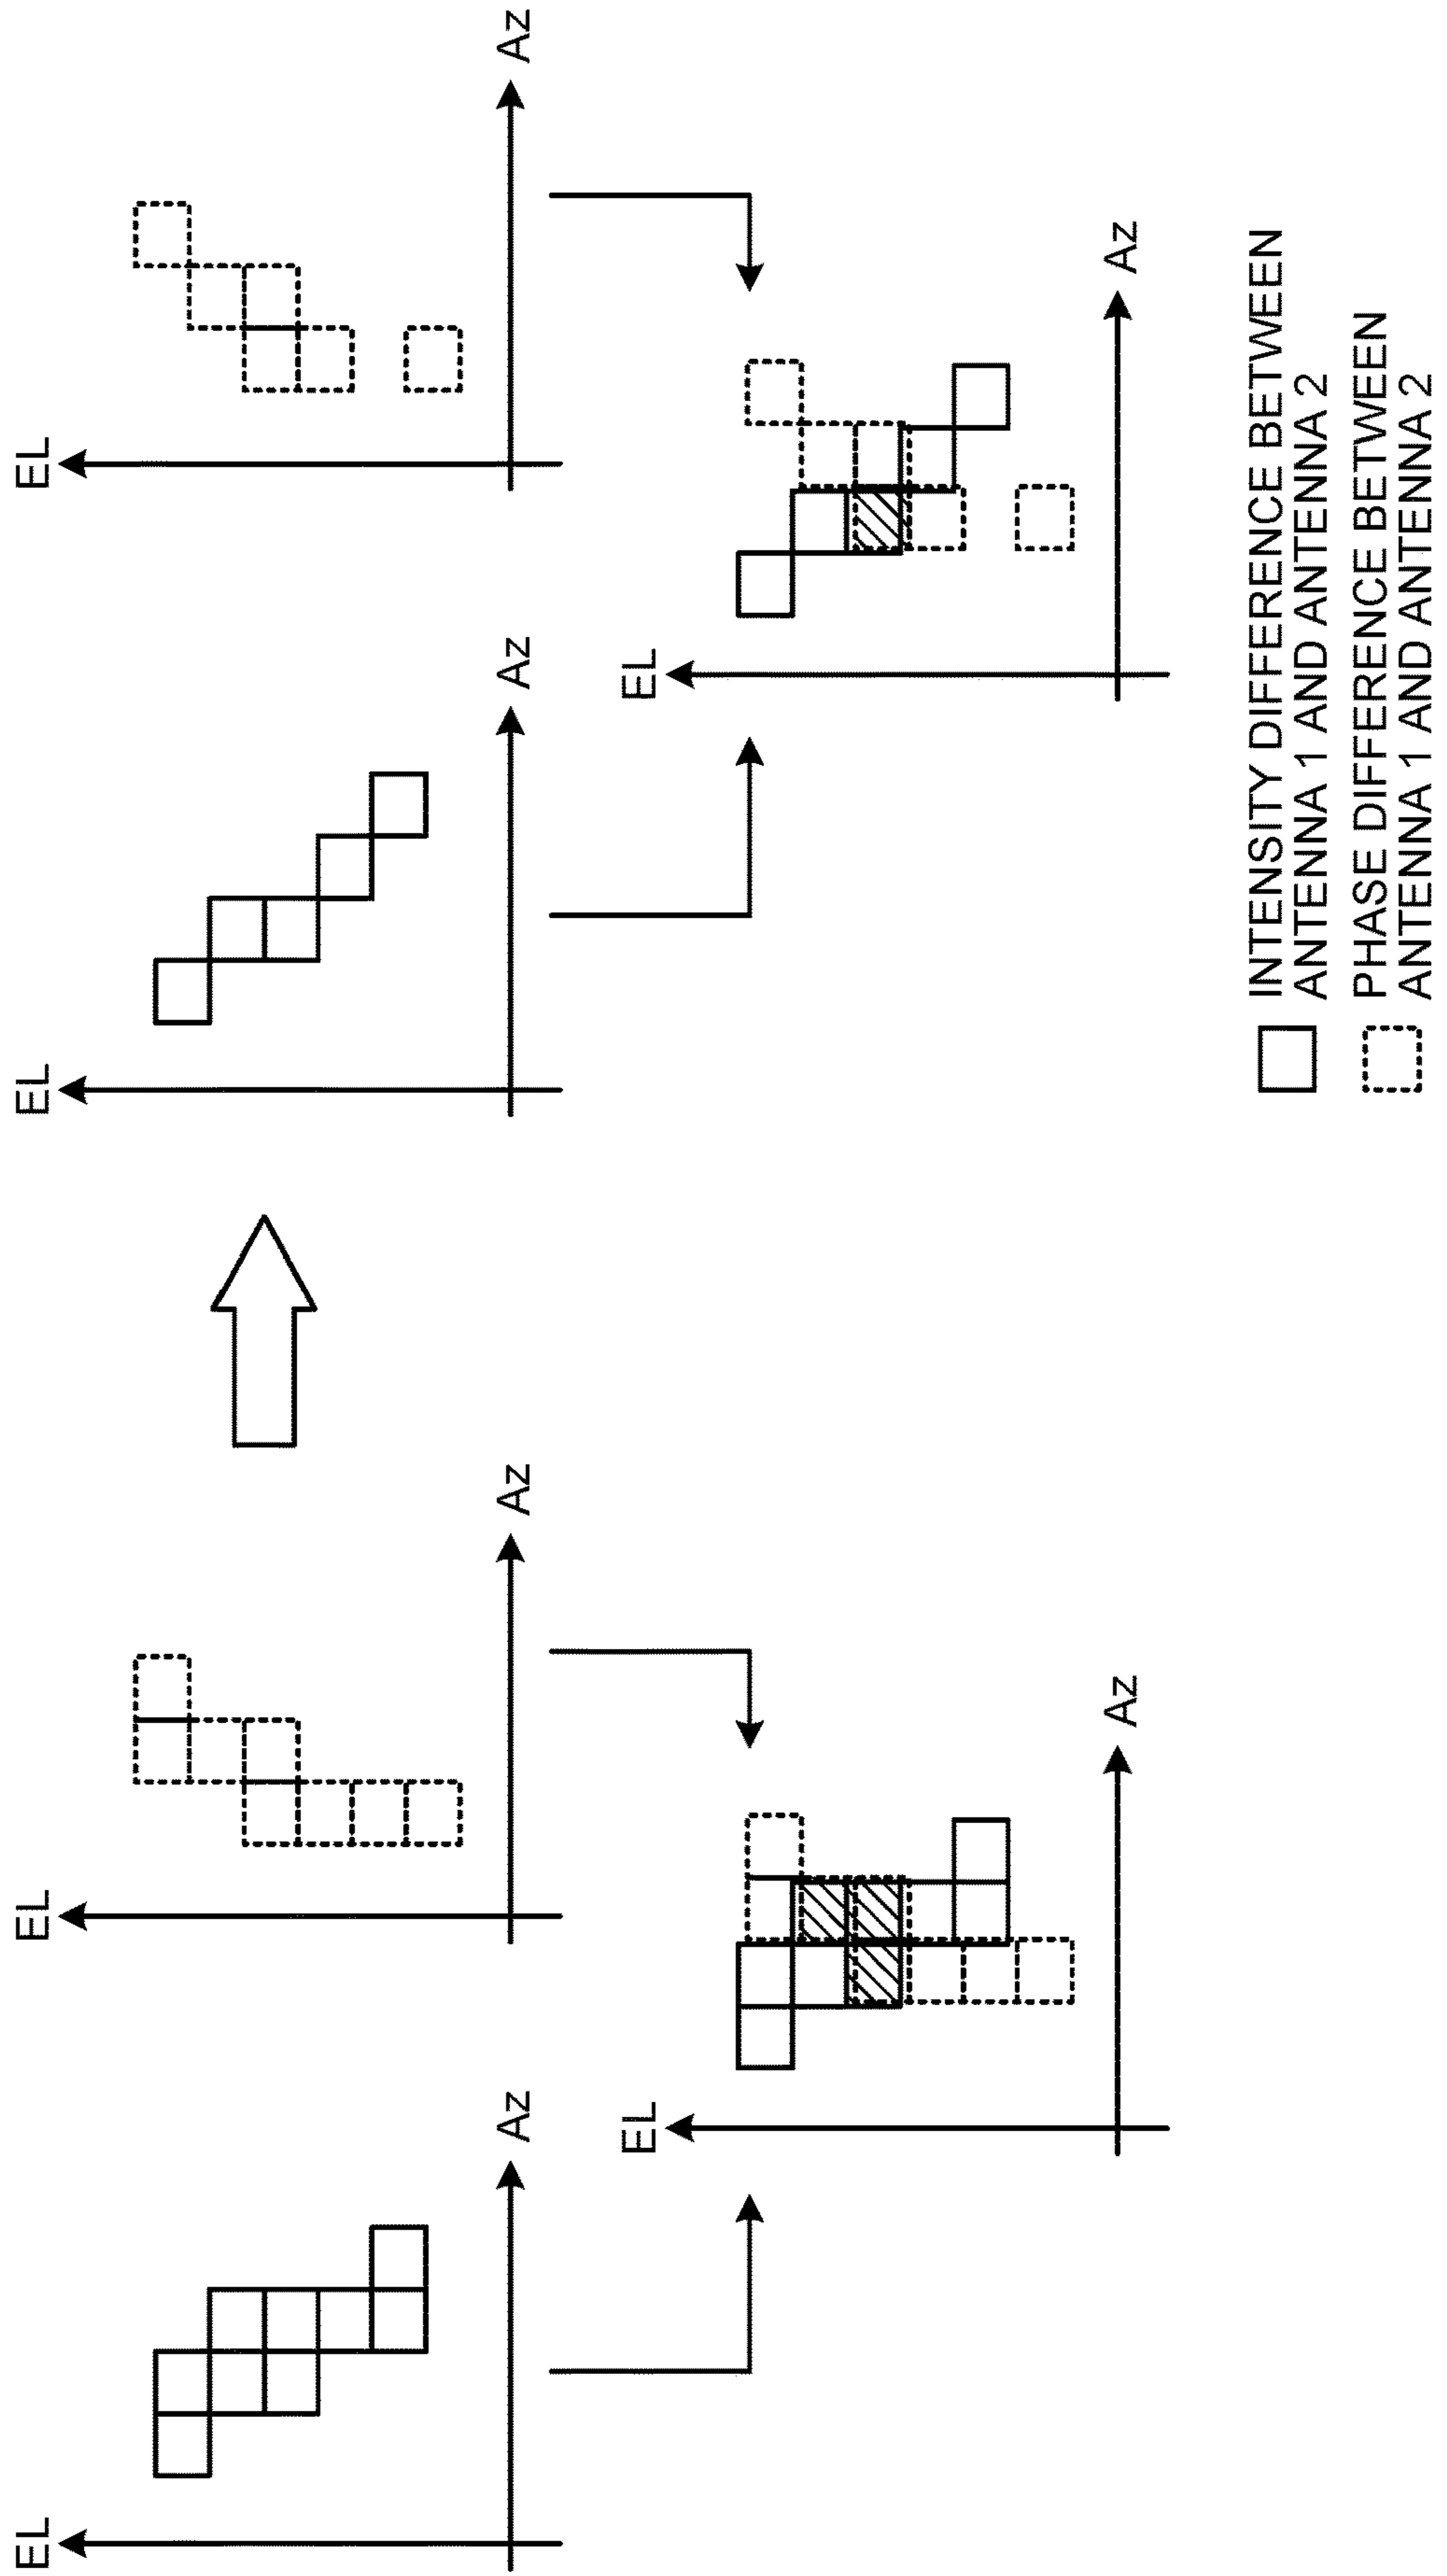 EL
Az
EL
Az
EL
Az
EL
Az
EL
Az
EL
Az
INTENSITY DIFFERENCE BETWEEN
ANTENNA 1 AND ANTENNA 2
PHASE DIFFERENCE BETWEEN
ANTENNA 1 AND ANTENNA 2